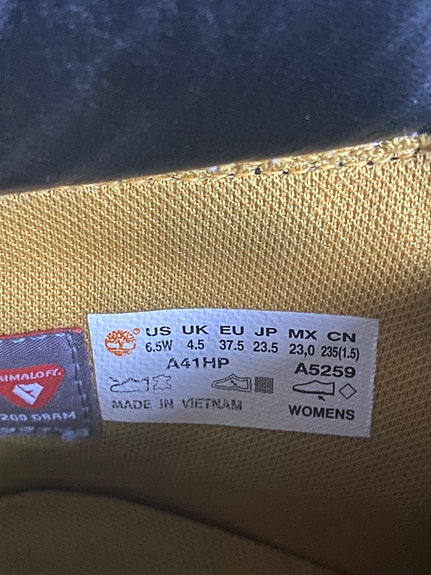 US UK EU JP MX CN
6.5W 4.5 37.5 23.5 23,0 235(1.5)
A41HP
A5259
MADE IN VIETNAM
WOMENS
IMALOFT.
200 GRAM